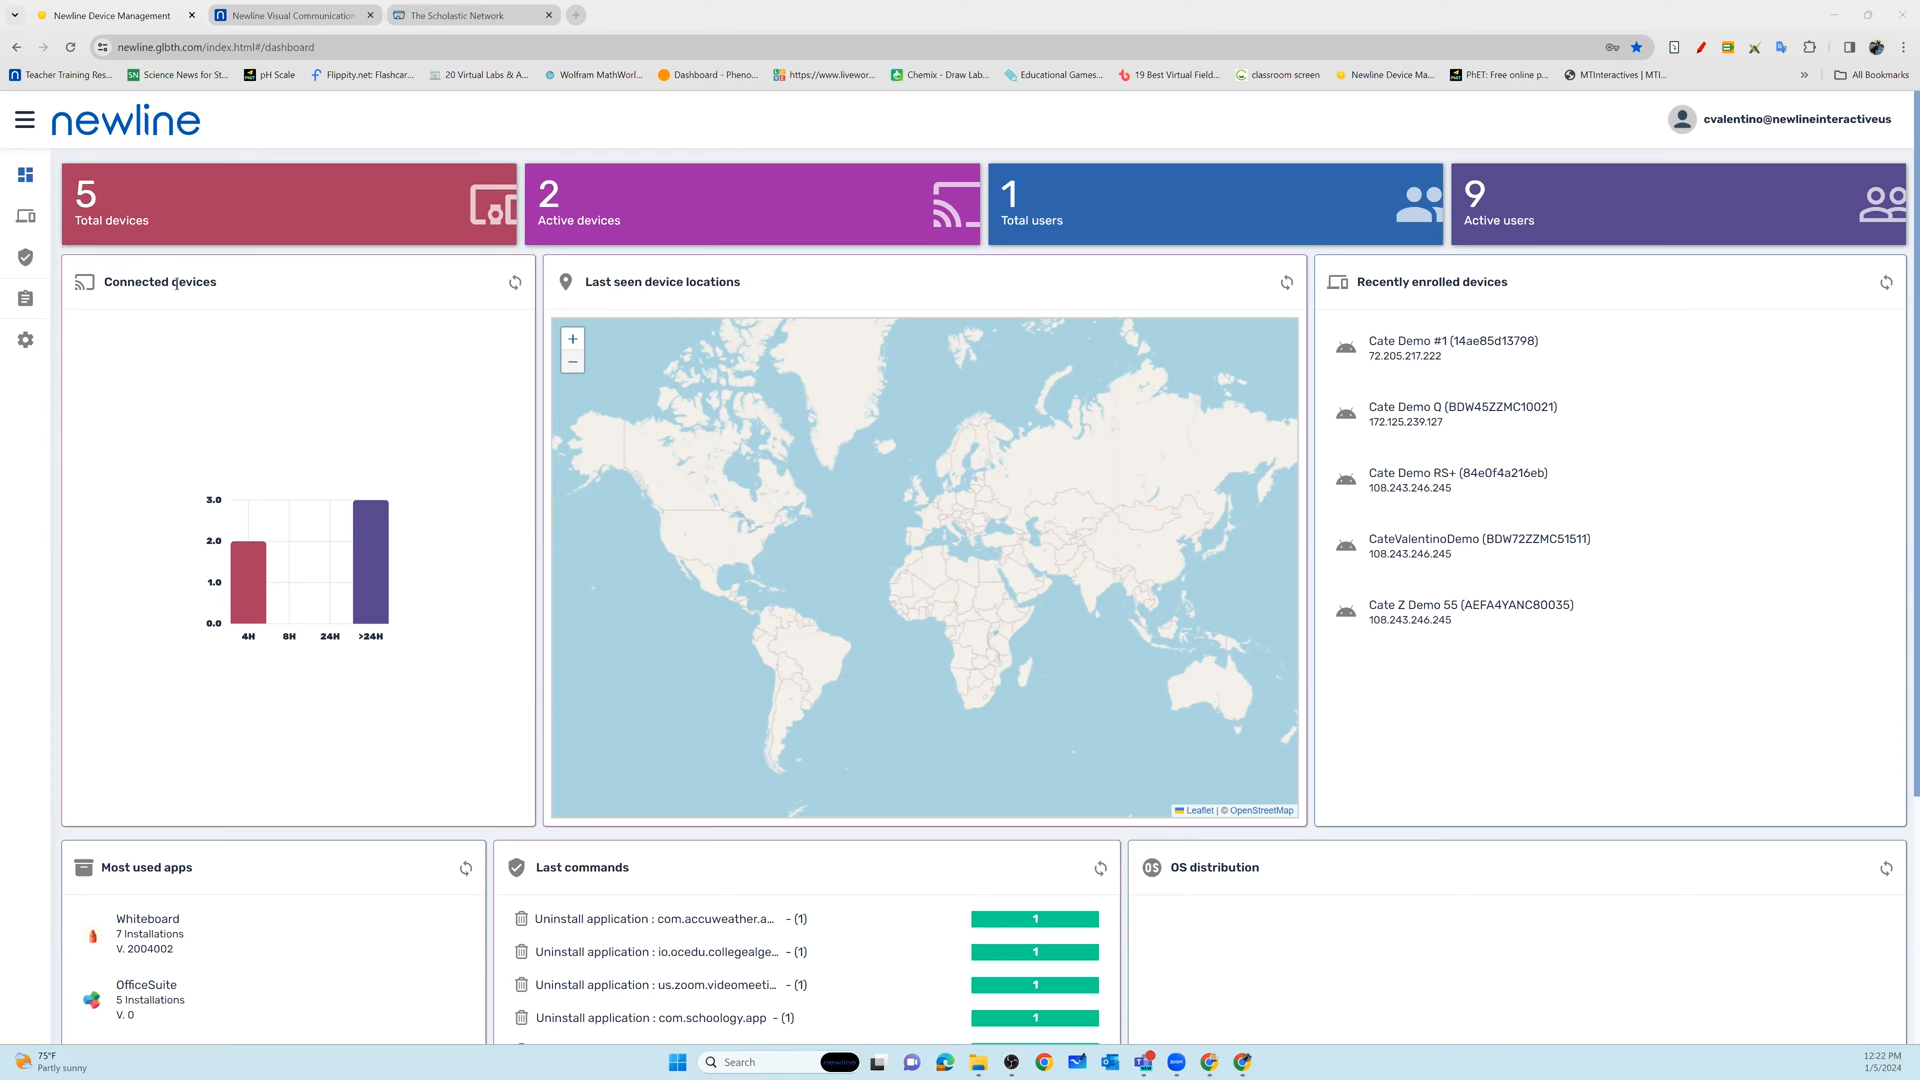 Newline Device Management
Newline Visual Communication
The Scholastic Network
newline.glbth.com/index.html#/dashboard
Teacher Training Res...
Science News for St...
pH Scale
Flippity.net: Flashcar...
20 Virtual Labs & A...
Wolfram MathWorl...
Dashboard - Pheno...
https://www.livewor...
Chemix - Draw Lab...
Educational Games...
19 Best Virtual Field...
classroom screen
Newline Device Ma...
PhET: Free online p...
MTInteractives | MTI...
All Bookmarks
newline
cvalentino@newlineinteractiveus
5
Total devices
2
Active devices
1
Total users
9
Active users
Connected devices
3.0
2.0
1.0
0.0
4H 8H 24H >24H
Last seen device locations
+
−
Leaflet | © OpenStreetMap
Recently enrolled devices
Cate Demo #1 (14ae85d13798)
72.205.217.222
Cate Demo Q (BDW45ZZMC10021)
172.125.239.127
Cate Demo RS+ (84e0f4a216eb)
108.243.246.245
CateValentinoDemo (BDW72ZZMC51511)
108.243.246.245
Cate Z Demo 55 (AEFA4YANC80035)
108.243.246.245
Most used apps
Whiteboard
7 Installations
V. 2004002
OfficeSuite
5 Installations
V. 0
Last commands
Uninstall application : com.accuweather.a... - (1) 1
Uninstall application : io.ocedu.collegealge... - (1) 1
Uninstall application : us.zoom.videomeeti... - (1) 1
Uninstall application : com.schoology.app - (1) 1
OS OS distribution
75°F
Partly sunny
Search
newline
12:22 PM
1/5/2024